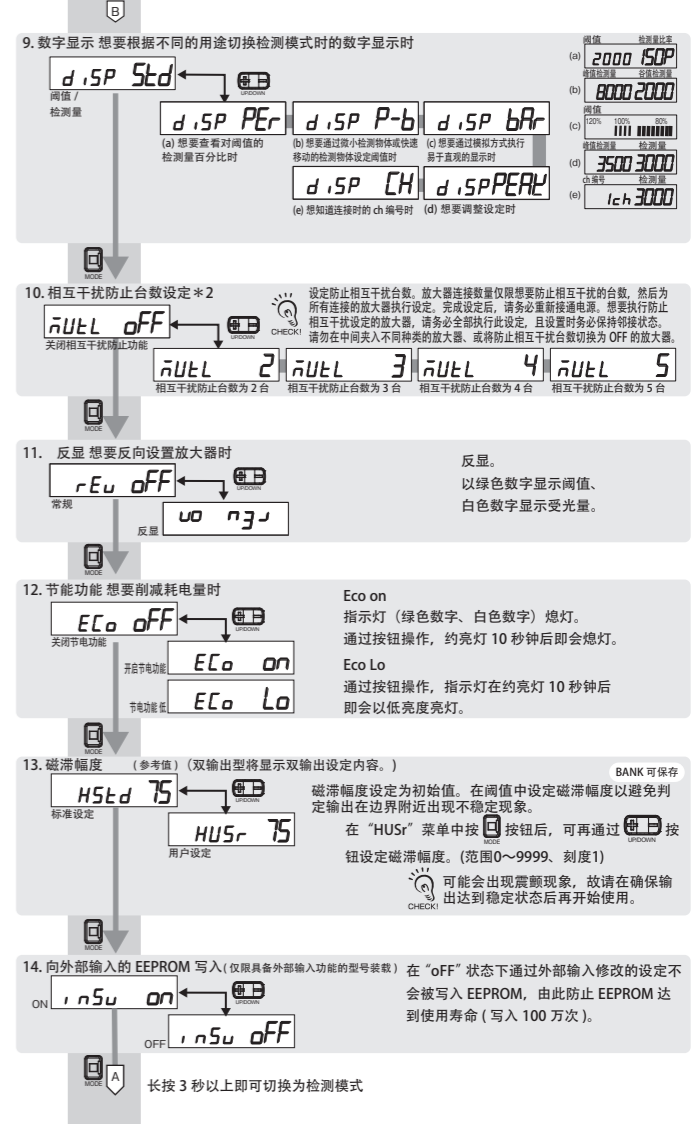 B
9. 数字显示 想要根据不同的用途切换检测模式时的数字显示时
d iSP Std
阈值 /
检测量
UP/DOWN
d iSP PEr
d iSP P-b
d iSP bAr
(a) 想要查看对阈值的
检测量百分比时
(b) 想要通过微小检测物体或快速
移动的检测物体设定阈值时
(c) 想要通过模拟方式执行
易于直观的显示时
d iSP CH
d iSP PEAK
(e) 想知道连接时的 ch 编号时
(d) 想要调整设定时
阈值 检测量比率
(a) 2000 150P
峰值检测量 谷值检测量
(b) 8000 2000
阈值
(c) 120% 100% 80%
峰值检测量 检测量
(d) 3500 3000
ch 编号 检测量
(e) 1ch 3000
MODE
10. 相互干扰防止台数设定＊2
MUtL oFF
关闭相互干扰防止功能
UP/DOWN
CHECK!
设定防止相互干扰台数。放大器连接数量仅限想要防止相互干扰的台数，然后为
所有连接的放大器执行设定。完成设定后，请务必重新接通电源。想要执行防止
相互干扰设定的放大器，请务必全部执行此设定，且设置时务必保持邻接状态。
请勿在中间夹入不同种类的放大器、或将防止相互干扰台数切换为 OFF 的放大器。
MUtL 2
MUtL 3
MUtL 4
MUtL 5
相互干扰防止台数为 2 台
相互干扰防止台数为 3 台
相互干扰防止台数为 4 台
相互干扰防止台数为 5 台
MODE
11. 反显 想要反向设置放大器时
rEv oFF
常规
UP/DOWN
反显
rEv on
反显。
以绿色数字显示阈值、
白色数字显示受光量。
MODE
12. 节能功能 想要削减耗电量时
ECo oFF
关闭节电功能
UP/DOWN
开启节电功能
ECo on
节电功能 低
ECo Lo
Eco on
指示灯（绿色数字、白色数字）熄灯。
通过按钮操作，约亮灯 10 秒钟后即会熄灯。
Eco Lo
通过按钮操作，指示灯在约亮灯 10 秒钟后
即会以低亮度亮灯。
MODE
13. 磁滞幅度 （参考值）（双输出型将显示双输出设定内容。)
BANK 可保存
HStd 75
标准设定
UP/DOWN
HUSr 75
用户设定
磁滞幅度设定为初始值。在阈值中设定磁滞幅度以避免判
定输出在边界附近出现不稳定现象。
在“HUSr”菜单中按 MODE 按钮后，可再通过 UP/DOWN 按
钮设定磁滞幅度。(范围0～9999、刻度1)
CHECK!
可能会出现震颤现象，故请在确保输
出达到稳定状态后再开始使用。
MODE
14. 向外部输入的 EEPROM 写入( 仅限具备外部输入功能的型号装载 )
ON
inSv on
UP/DOWN
OFF
inSv oFF
在“oFF”状态下通过外部输入修改的设定不
会被写入 EEPROM，由此防止 EEPROM 达
到使用寿命 ( 写入 100 万次 )。
MODE
A
长按 3 秒以上即可切换为检测模式